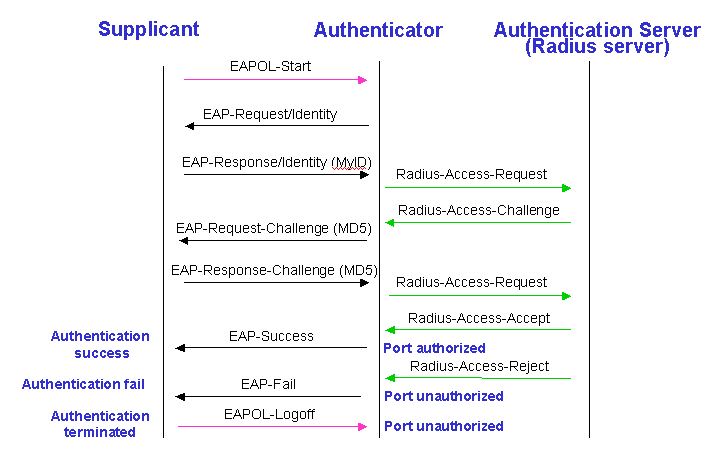 Supplicant
Authenticator
Authentication Server
(Radius server)
EAPOL-Start
EAP-Request/Identity
EAP-Response/Identity (MyID)
Radius-Access-Request
Radius-Access-Challenge
EAP-Request-Challenge (MD5)
EAP-Response-Challenge (MD5)
Radius-Access-Request
Radius-Access-Accept
Authentication
success
EAP-Success
Port authorized
Radius-Access-Reject
Authentication fail
EAP-Fail
Port unauthorized
Authentication
terminated
EAPOL-Logoff
Port unauthorized